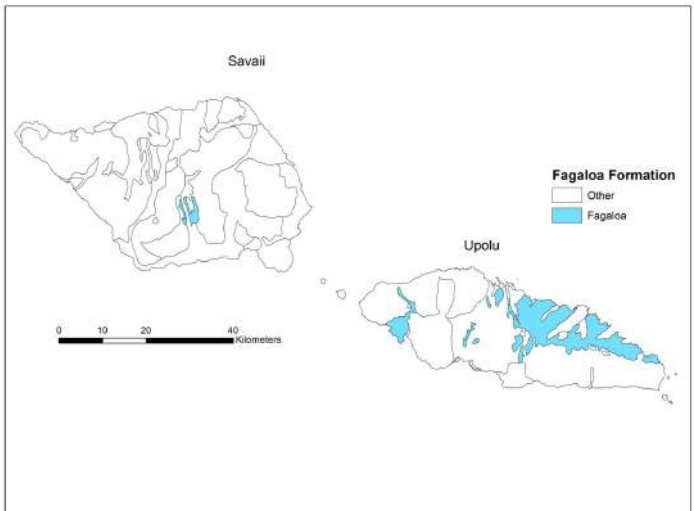 Savaii
Fagaloa Formation
Other
Fagaloa
Upolu
0 10 20 40
Kilometers